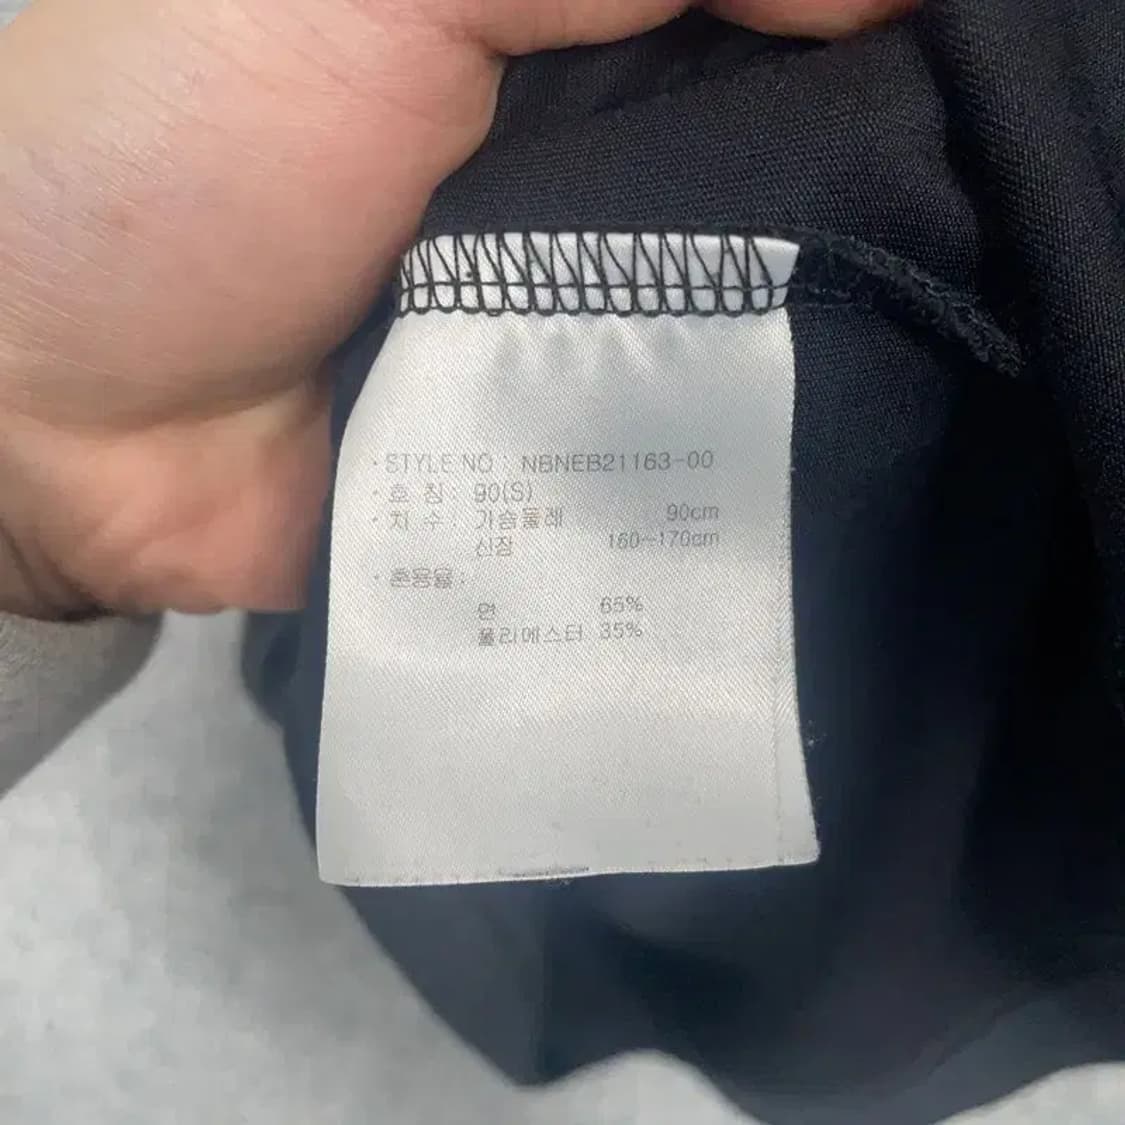 · STYLE NO : NBNEB21163-00
· 호 칭 : 90(S)
· 치 수 : 가슴둘레 90cm
신장 160~170cm
· 혼용율 :
면 65%
폴리에스터 35%